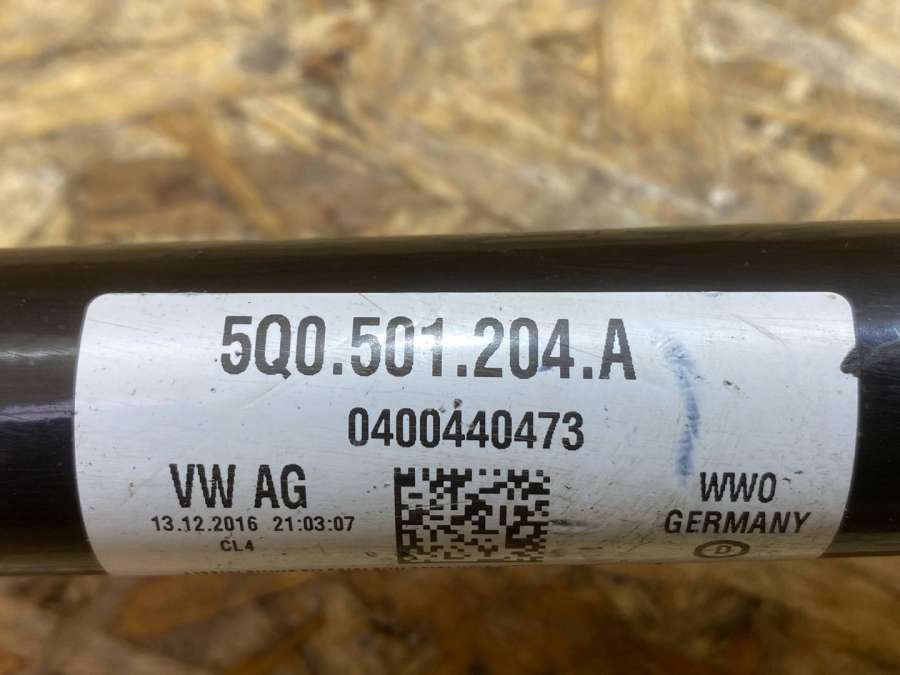 5Q0.501.204.A
0400440473
VW AG
13.12.2016 21:03:07
CL4
WWO
GERMANY
D